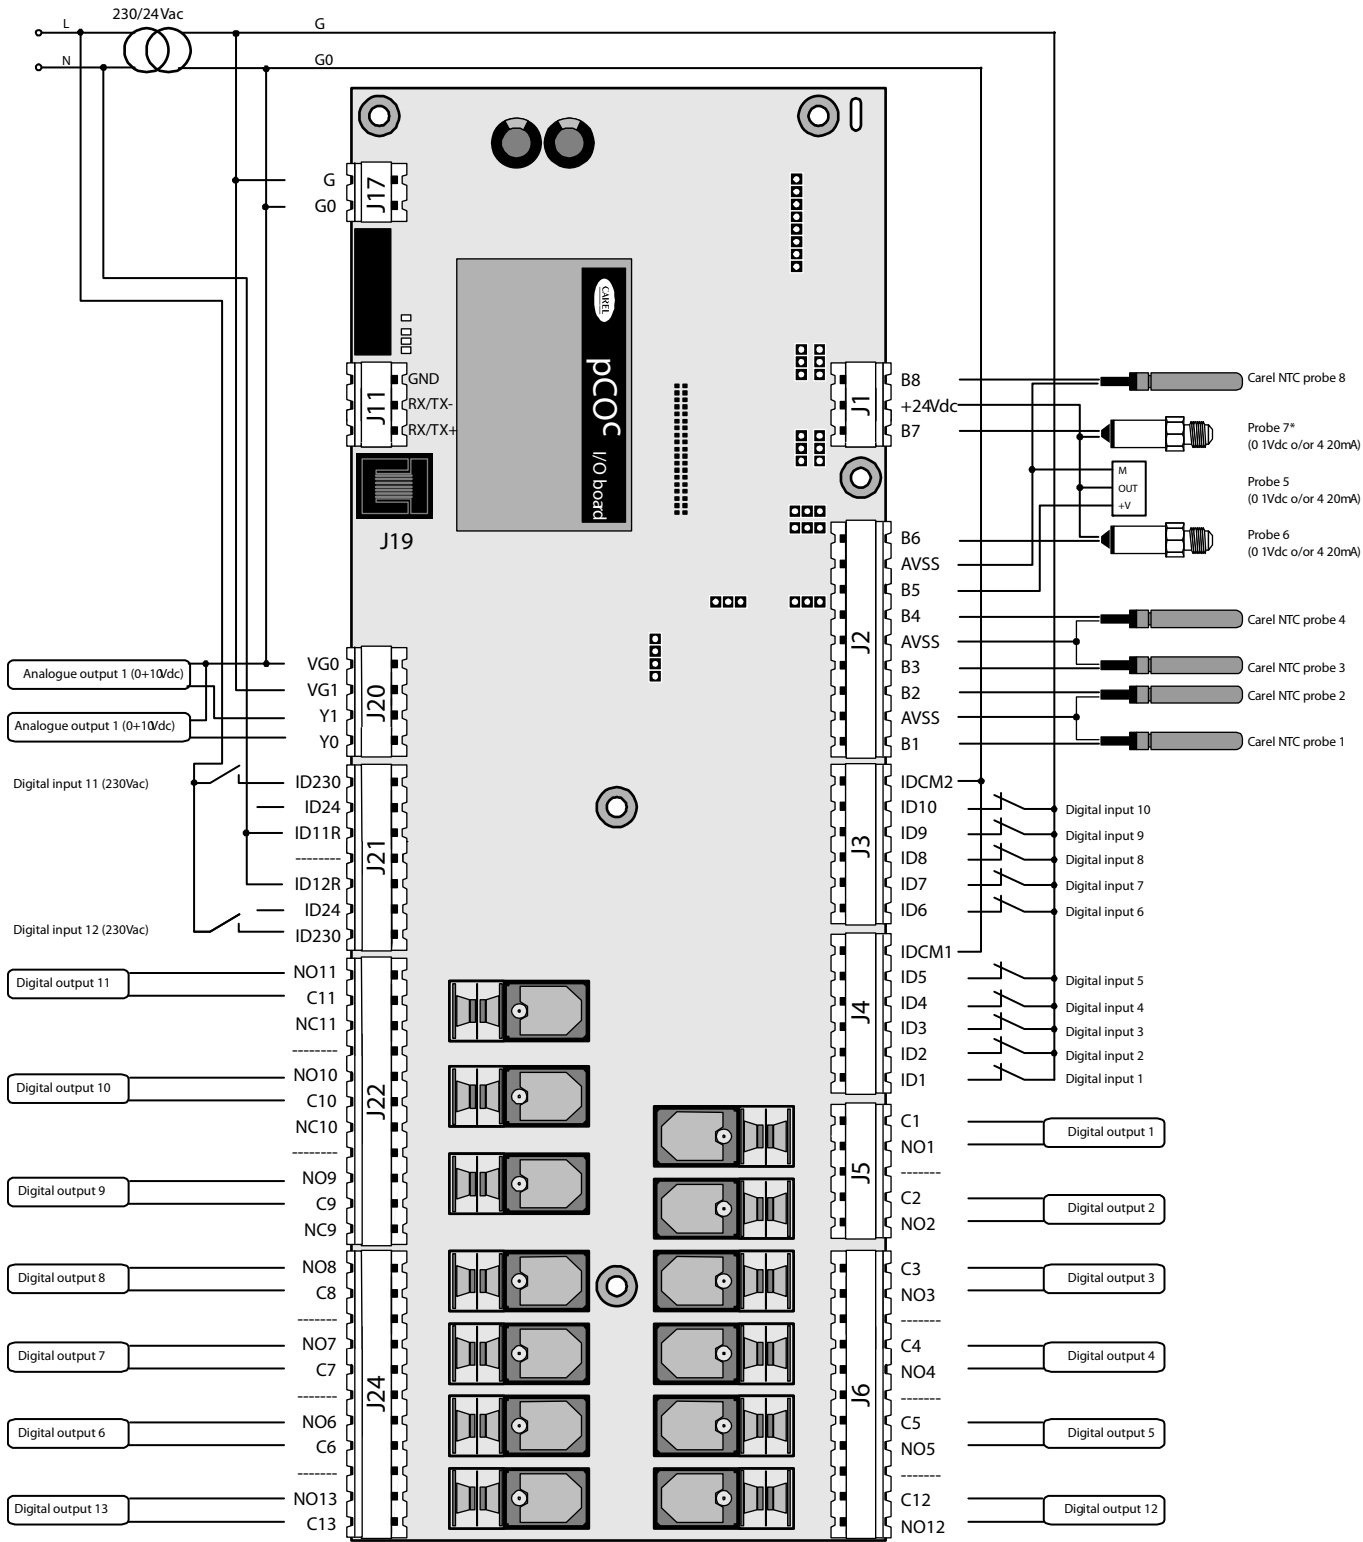 230/24 Vac
L
G
N
G0
G
G0
J17
CAREL
pCOC
I/O board
GND
RX/TX-
RX/TX+
J11
J19
J1
B8
+24Vdc
B7
Carel NTC probe 8
Probe 7*
(0 1Vdc o/or 4 20mA)
M
OUT
+V
Probe 5
(0 1Vdc o/or 4 20mA)
Probe 6
(0 1Vdc o/or 4 20mA)
J2
B6
AVSS
B5
B4
AVSS
B3
B2
AVSS
B1
Carel NTC probe 4
Carel NTC probe 3
Carel NTC probe 2
Carel NTC probe 1
Analogue output 1 (0+10Vdc)
Analogue output 1 (0+10Vdc)
VG0
VG1
Y1
Y0
J20
Digital input 11 (230Vac)
Digital input 12 (230Vac)
ID230
ID24
ID11R
--------
ID12R
ID24
ID230
J21
J3
IDCM2
ID10
ID9
ID8
ID7
ID6
Digital input 10
Digital input 9
Digital input 8
Digital input 7
Digital input 6
J4
IDCM1
ID5
ID4
ID3
ID2
ID1
Digital input 5
Digital input 4
Digital input 3
Digital input 2
Digital input 1
Digital output 11
Digital output 10
Digital output 9
NO11
C11
NC11
--------
NO10
C10
NC10
--------
NO9
C9
NC9
J22
J5
C1
NO1
-------
C2
NO2
Digital output 1
Digital output 2
Digital output 8
Digital output 7
Digital output 6
Digital output 13
NO8
C8
-------
NO7
C7
-------
NO6
C6
-------
NO13
C13
J24
J6
C3
NO3
-------
C4
NO4
-------
C5
NO5
-------
C12
NO12
Digital output 3
Digital output 4
Digital output 5
Digital output 12